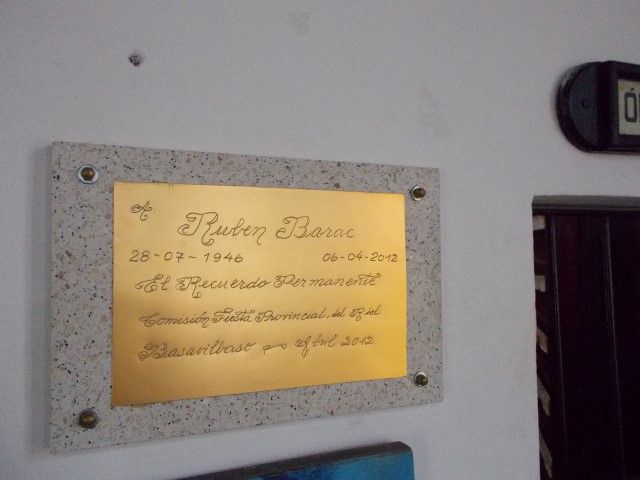 A
Ruben Barac
28-07-1946 06-04-2012
El Recuerdo Permanente
Comisión Fiesta Provincial del Riel
Basavilbaso Abril 2012